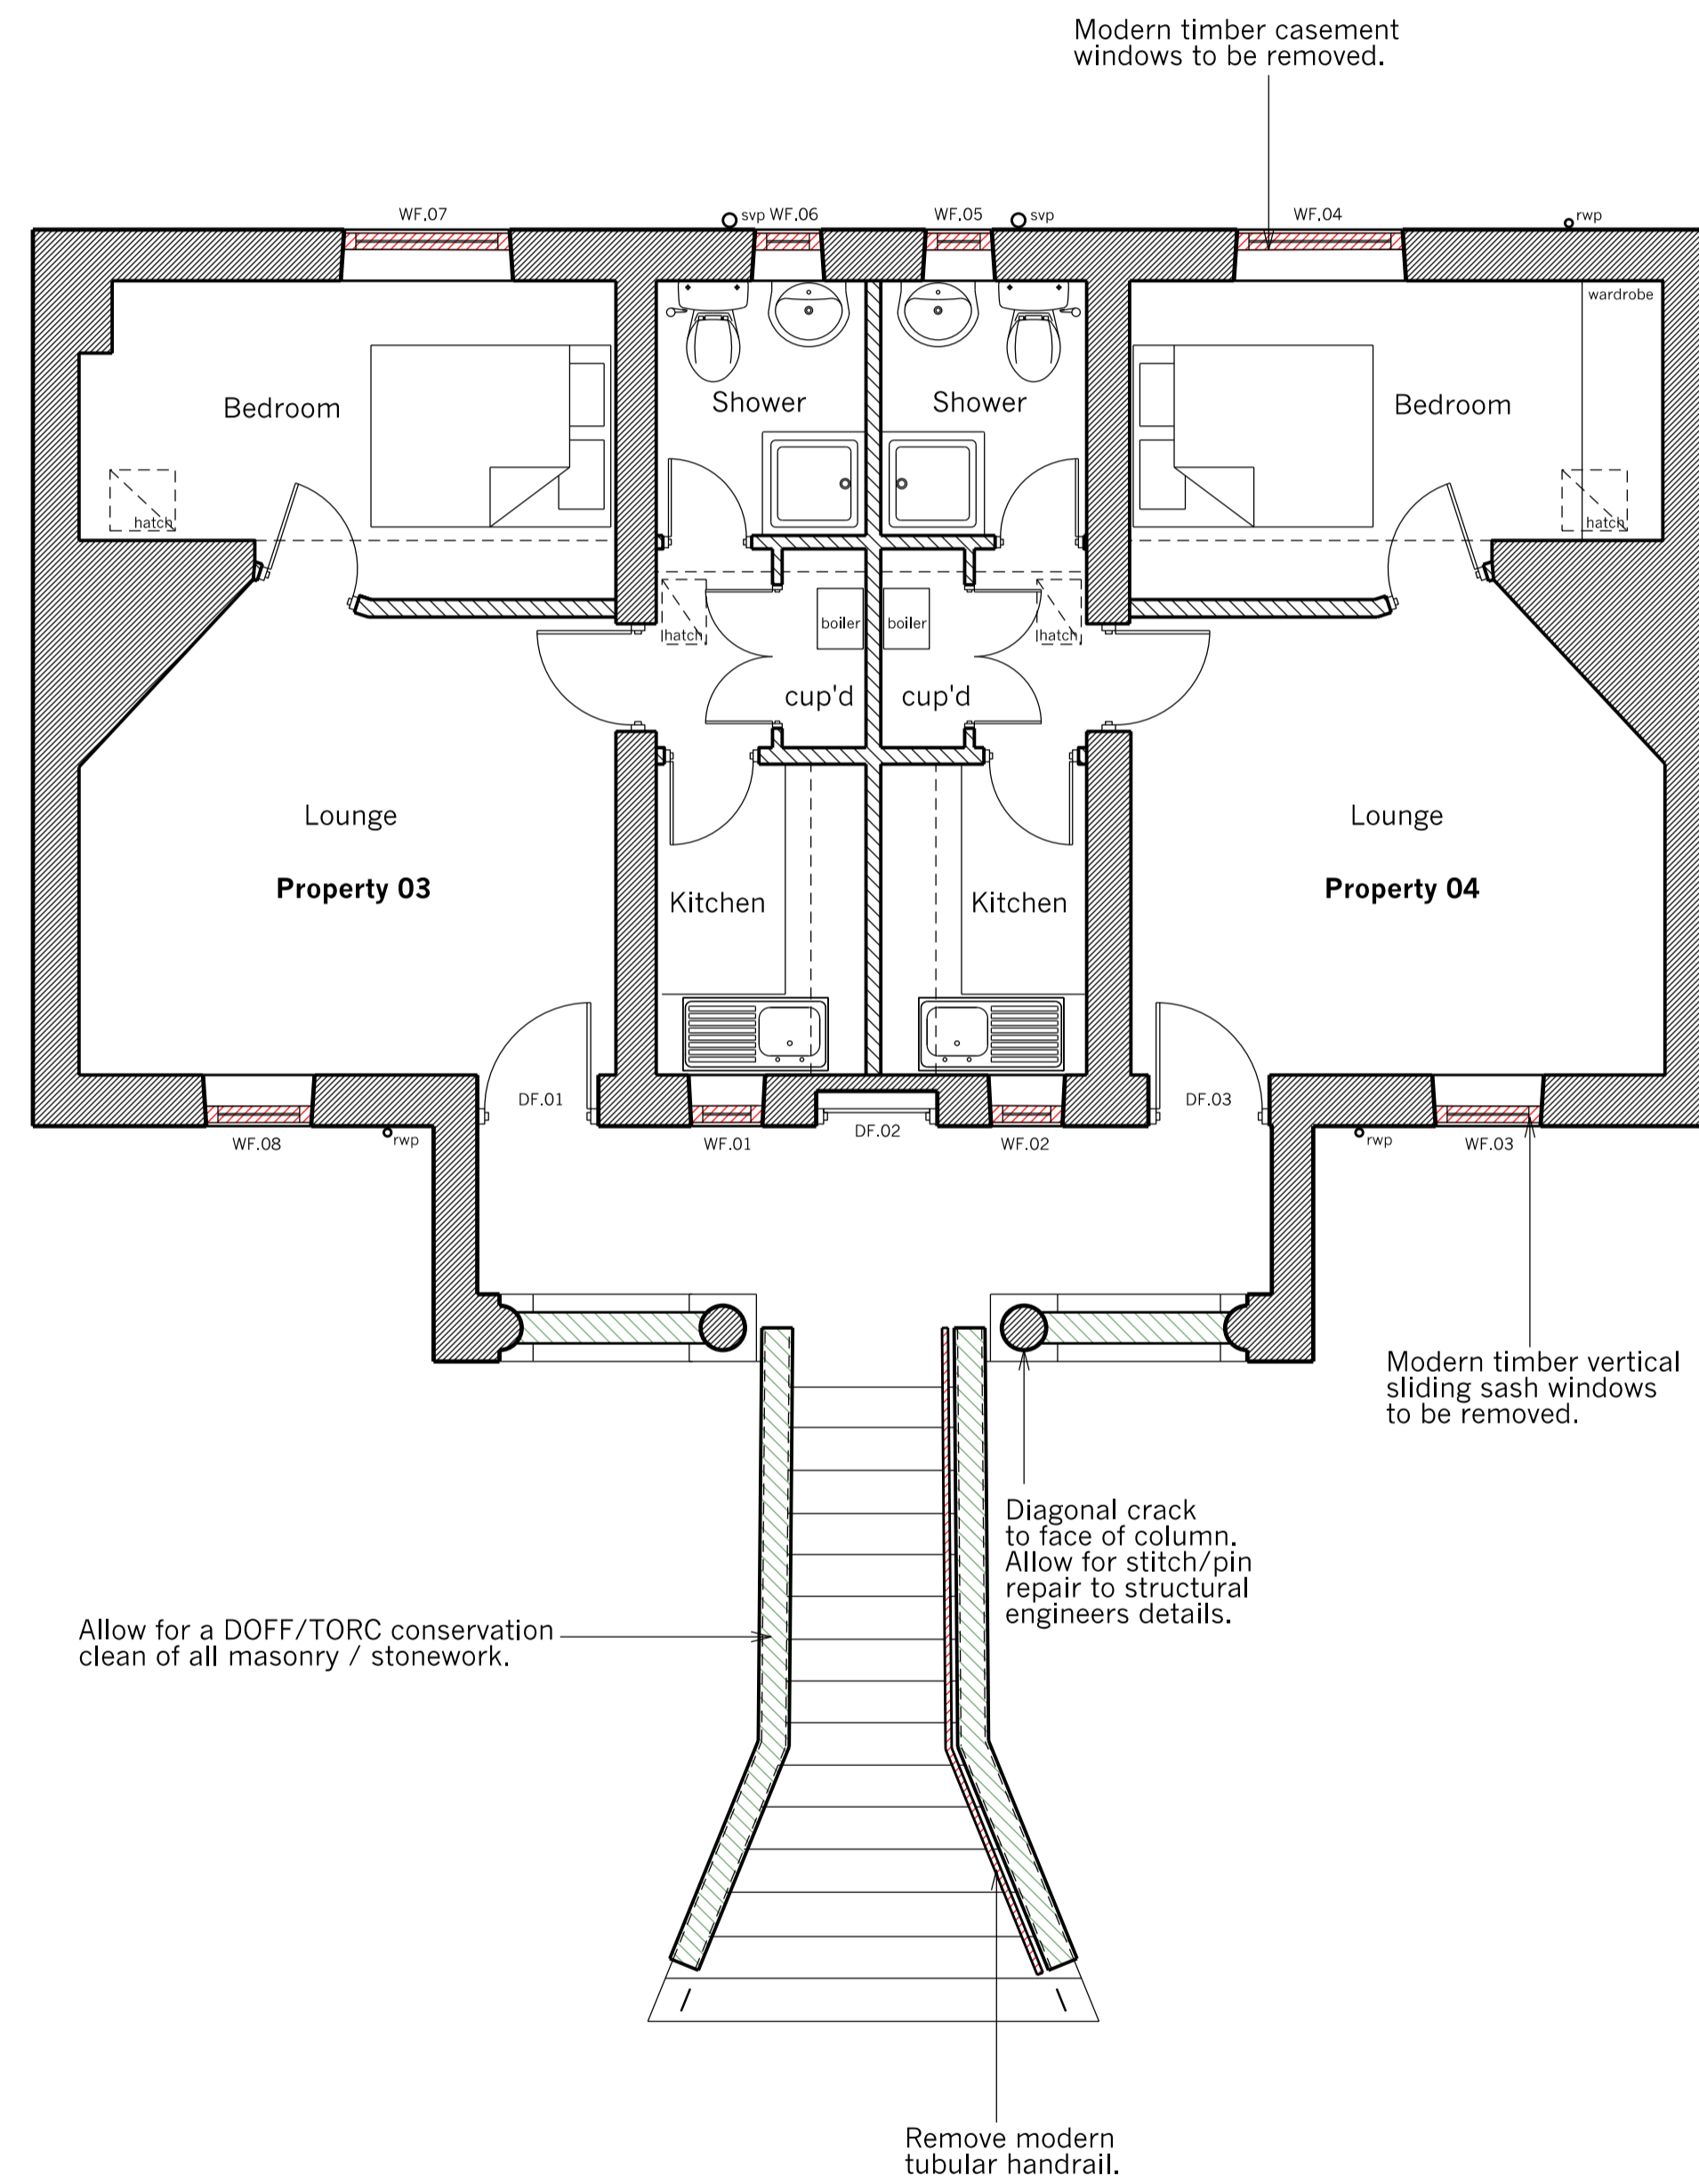 Modern timber casement
windows to be removed.
WF.07
svp WF.06
WF.05
svp
WF.04
rwp
wardrobe
Bedroom
Shower
Shower
Bedroom
hatch
hatch
hatch
boiler
boiler
hatch
cup'd
cup'd
Lounge
Lounge
Property 03
Property 04
Kitchen
Kitchen
DF.01
DF.03
WF.08
rwp
WF.01
DF.02
WF.02
rwp
WF.03
Modern timber vertical
sliding sash windows
to be removed.
Diagonal crack
to face of column.
Allow for stitch/pin
repair to structural
engineers details.
Allow for a DOFF/TORC conservation
clean of all masonry / stonework.
Remove modern
tubular handrail.